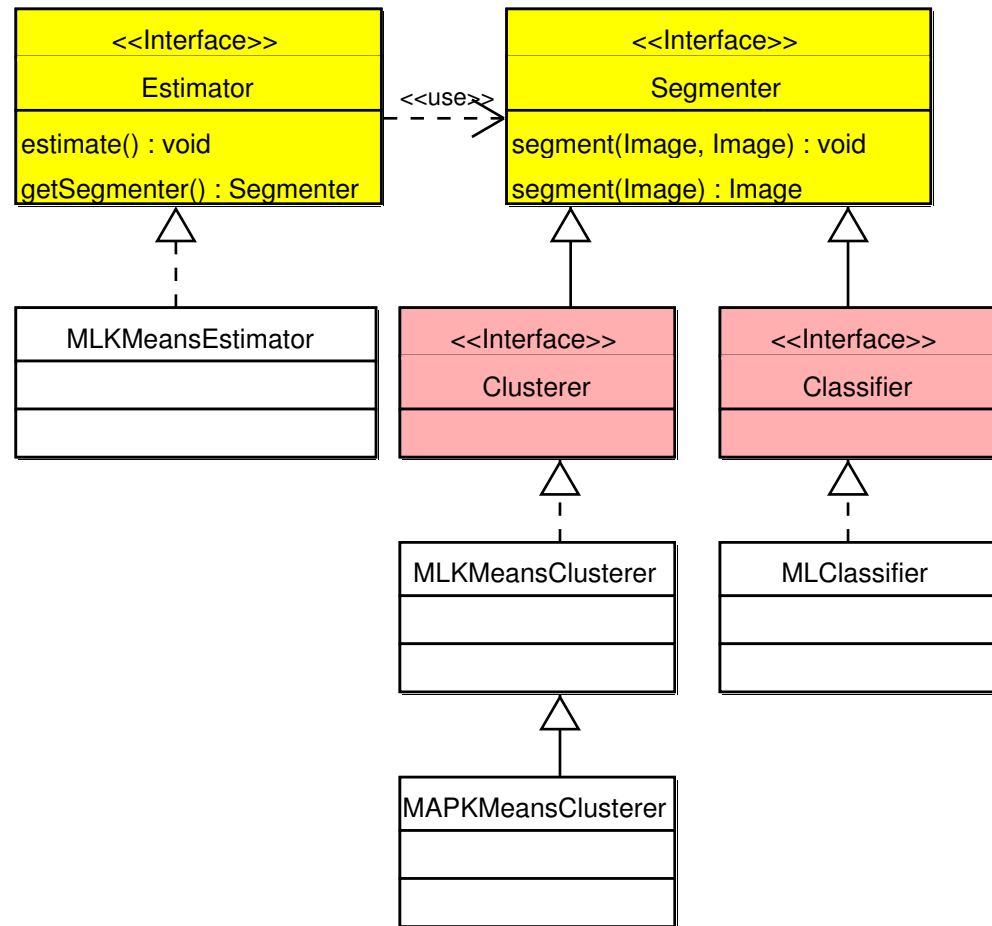 <<Interface>>
Estimator
estimate() : void
getSegmenter() : Segmenter
<<use>>
<<Interface>>
Segmenter
segment(Image, Image) : void
segment(Image) : Image
MLKMeansEstimator
<<Interface>>
Clusterer
<<Interface>>
Classifier
MLKMeansClusterer
MLClassifier
MAPKMeansClusterer